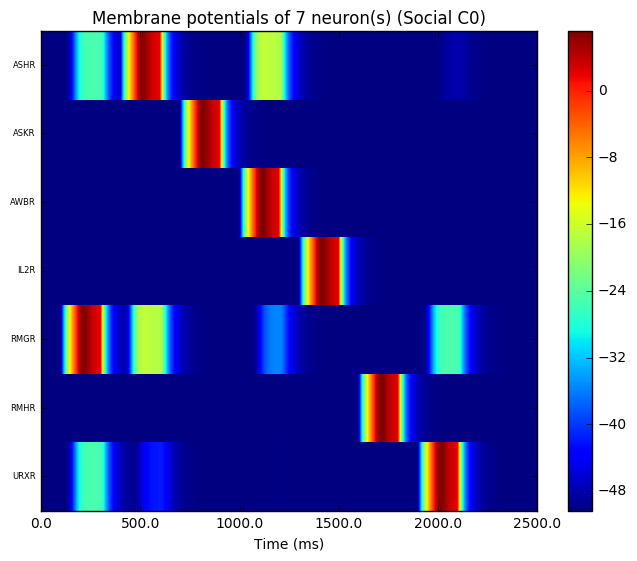 Membrane potentials of 7 neuron(s) (Social C0)
ASHR
ASKR
AWBR
IL2R
RMGR
RMHR
URXR
0.0 500.0 1000.0 1500.0 2000.0 2500.0
Time (ms)
0
−8
−16
−24
−32
−40
−48